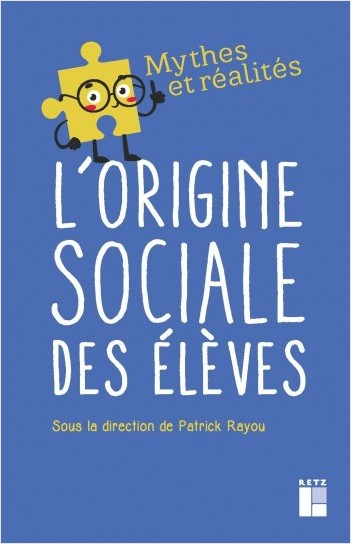 Mythes
et réalités
L'ORIGINE
SOCIALE
DES ÉLÈVES
Sous la direction de Patrick Rayou
RETZ